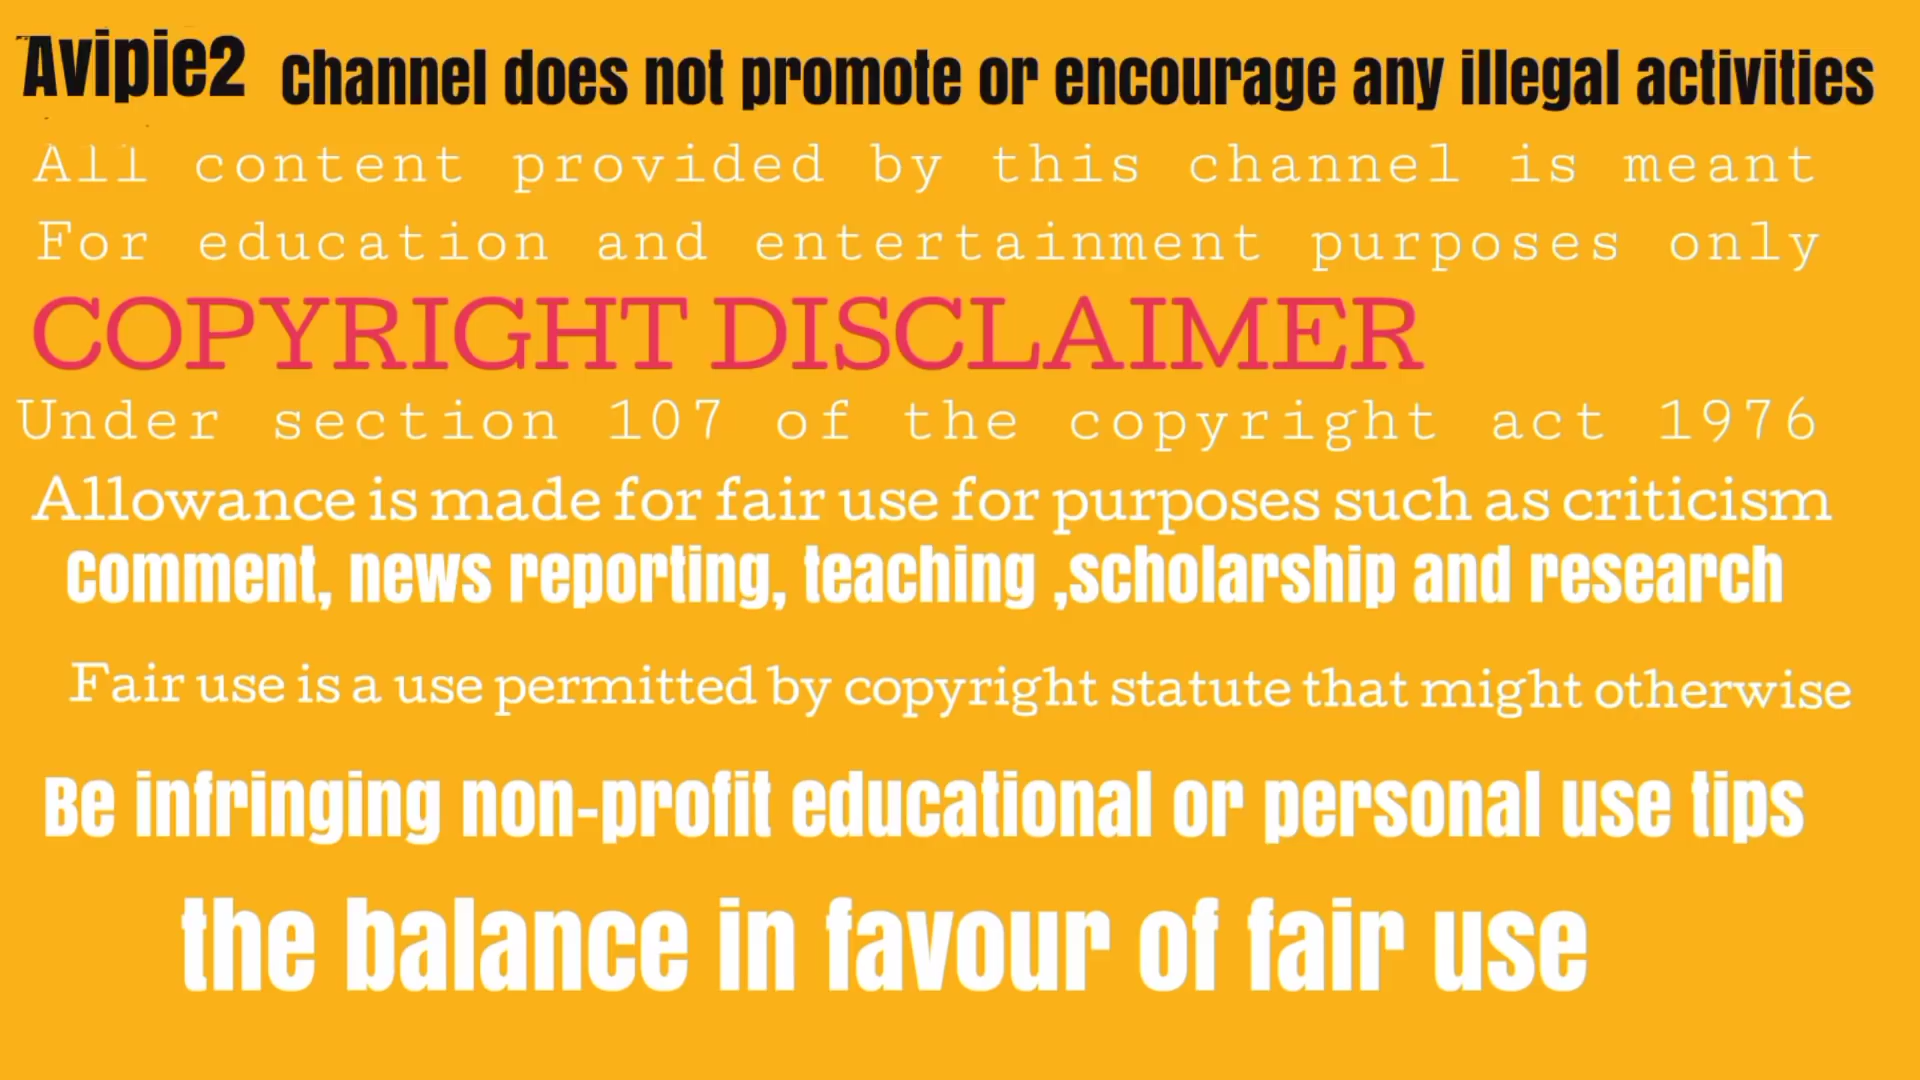 Avipie2 channel does not promote or encourage any illegal activities
All content provided by this channel is meant
For education and entertainment purposes only
COPYRIGHT DISCLAIMER
Under section 107 of the copyright act 1976
Allowance is made for fair use for purposes such as criticism
comment, news reporting, teaching ,scholarship and research
Fair use is a use permitted by copyright statute that might otherwise
Be infringing non-profit educational or personal use tips
the balance in favour of fair use